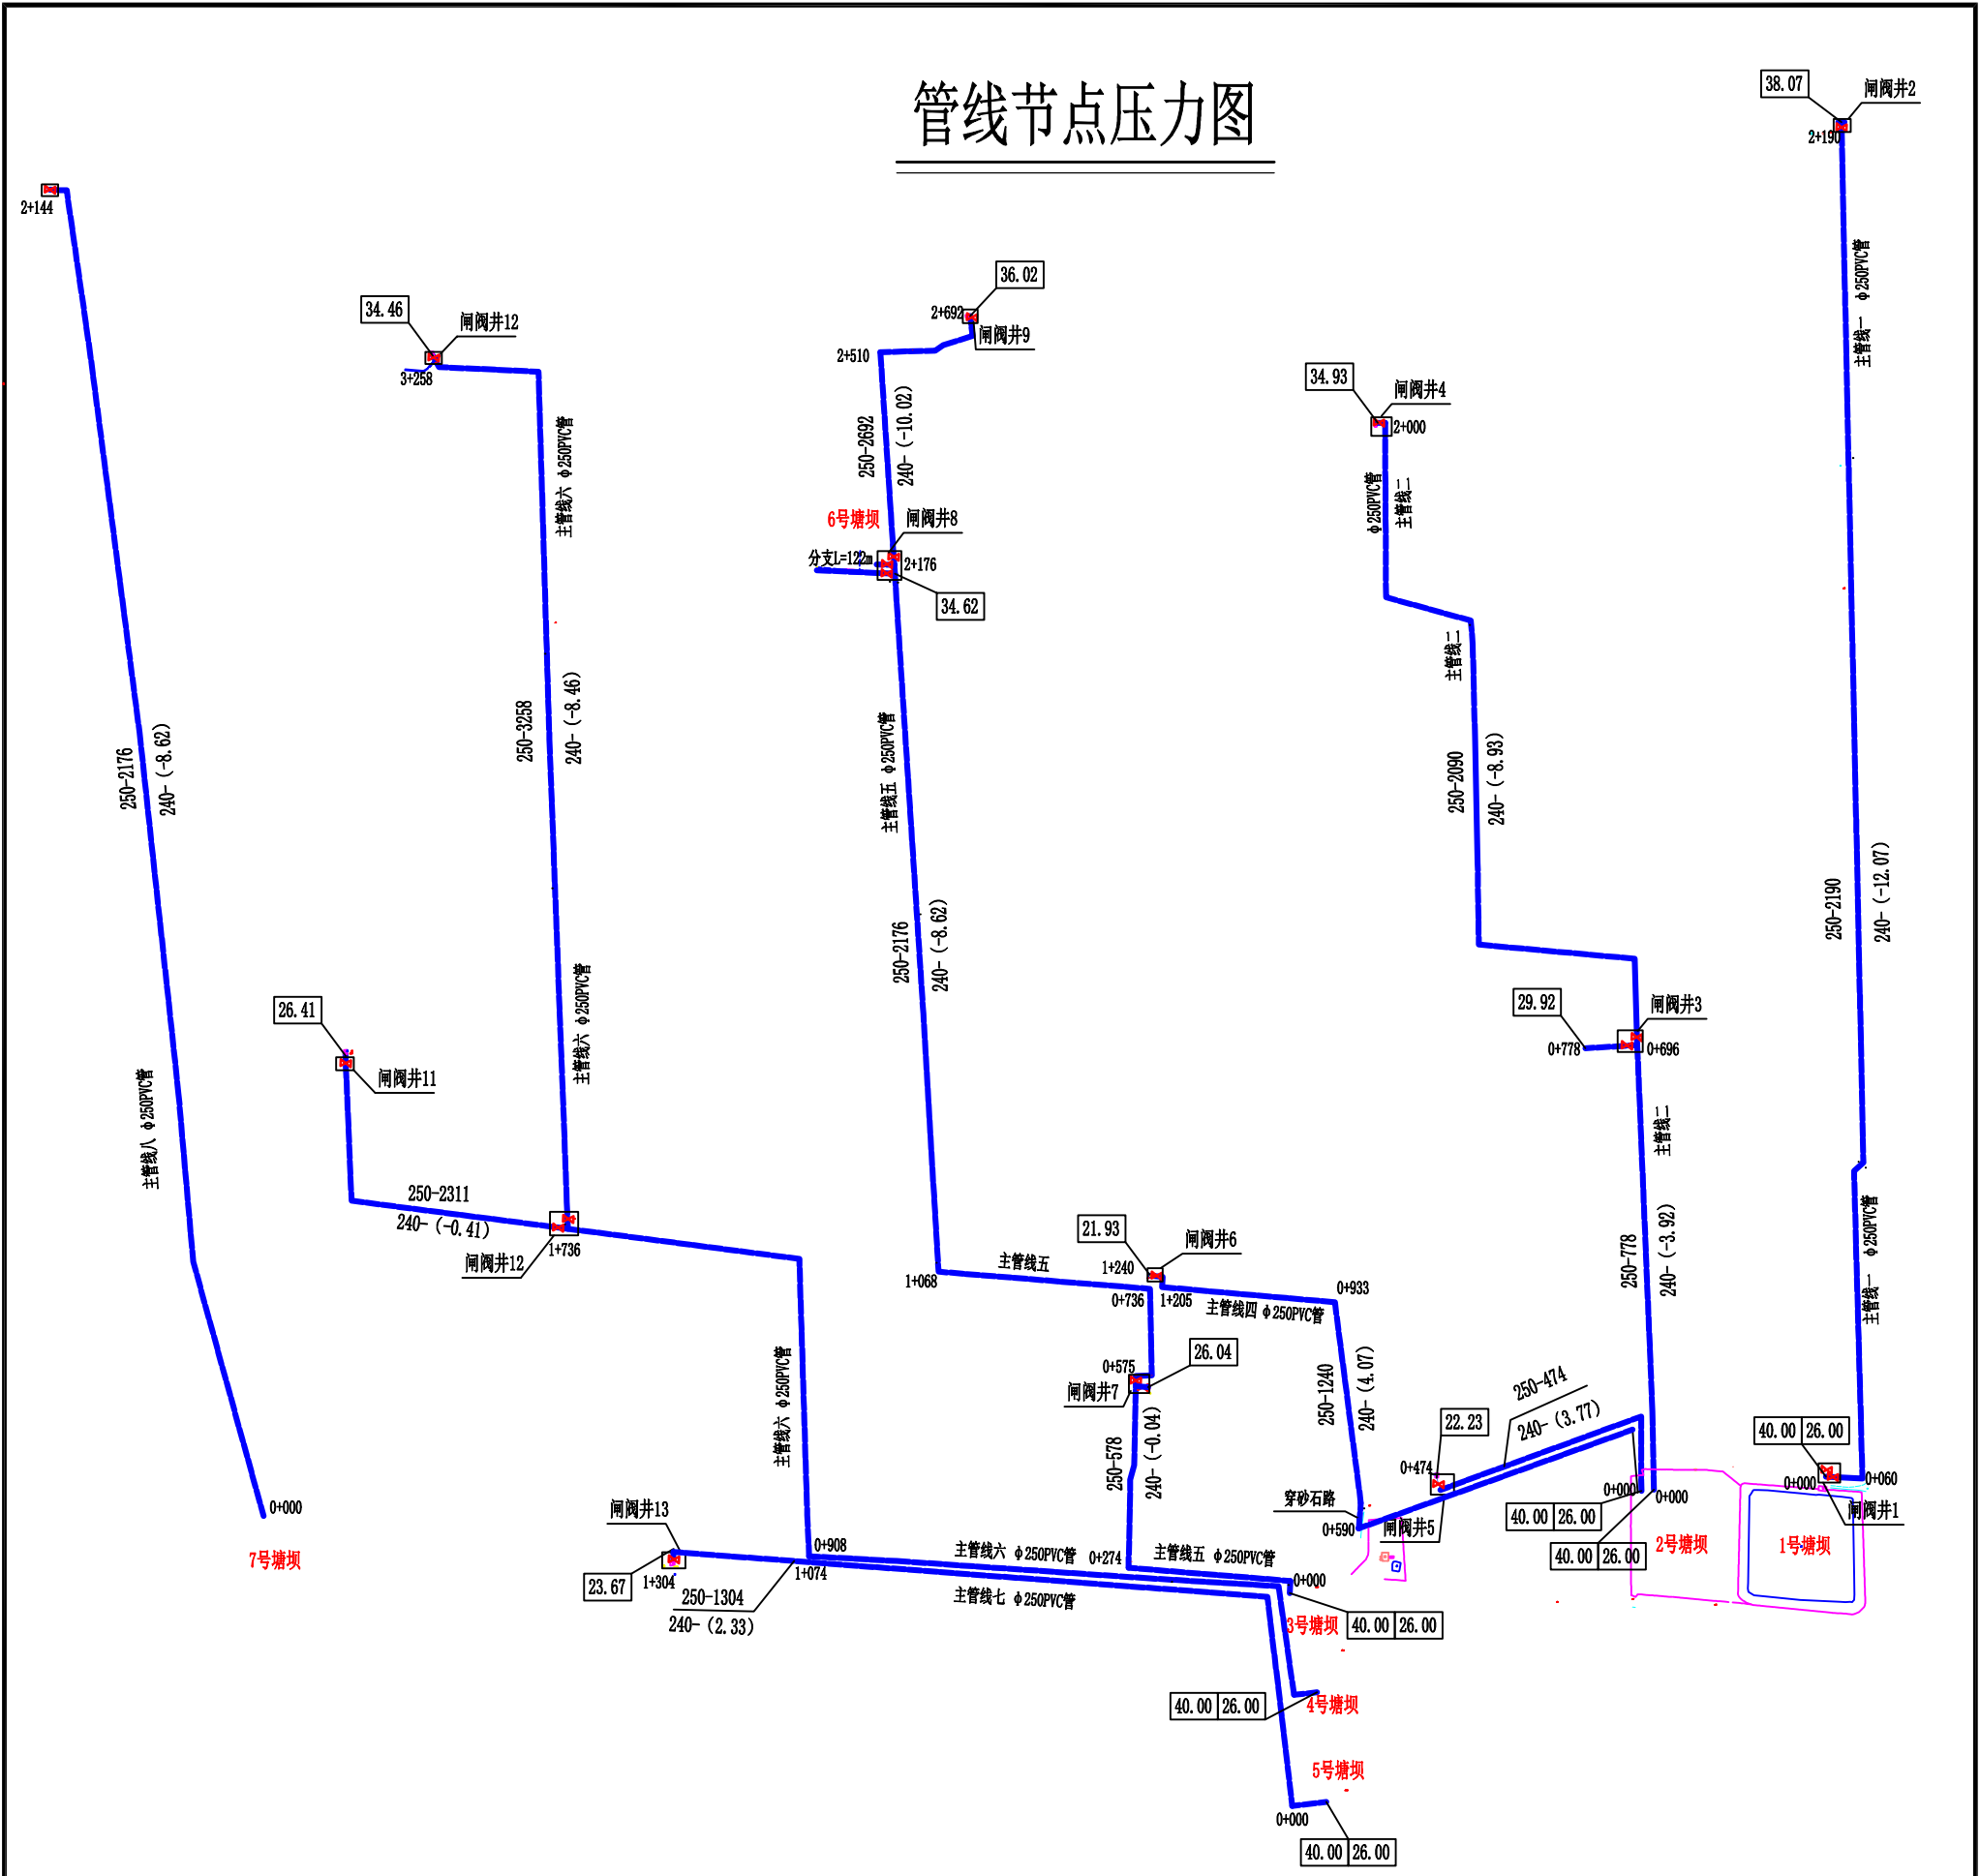 管线节点压力图
38.07
闸阀井2
2+190
主管线一 φ250PVC管
2+144
34.46
闸阀井12
3+258
主管线六 φ250PVC管
36.02
2+692
闸阀井9
2+510
250-2692
240-(-10.02)
34.93
闸阀井4
2+000
φ250PVC管
主管线二
6号塘坝
闸阀井8
分支L=122m
2+176
34.62
主管线二
250-2176
240-(-8.62)
250-3258
240-(-8.46)
主管线五 φ250PVC管
250-2090
240-(-8.93)
250-2190
240-(-12.07)
250-2176
240-(-8.62)
26.41
闸阀井11
主管线六 φ250PVC管
29.92
闸阀井3
0+778
0+696
主管线八 φ250PVC管
主管线二
250-2311
240-(-0.41)
闸阀井12
1+736
主管线五
1+068
0+736
21.93
闸阀井6
1+240
1+205
0+933
主管线四 φ250PVC管
250-778
240-(-3.92)
主管线一 φ250PVC管
主管线六 φ250PVC管
0+575
26.04
闸阀井7
250-578
240-(-0.04)
250-1240
240-(4.07)
250-474
240-(3.77)
22.23
0+474
40.00 26.00
0+000
0+060
闸阀井1
0+000
0+000
40.00 26.00
穿砂石路
0+590
闸阀井5
40.00 26.00
2号塘坝
1号塘坝
0+000
7号塘坝
闸阀井13
23.67
1+304
250-1304
240-(2.33)
0+908
1+074
主管线六 φ250PVC管
主管线七 φ250PVC管
0+274
主管线五 φ250PVC管
0+000
3号塘坝
40.00 26.00
40.00 26.00
4号塘坝
5号塘坝
0+000
40.00 26.00